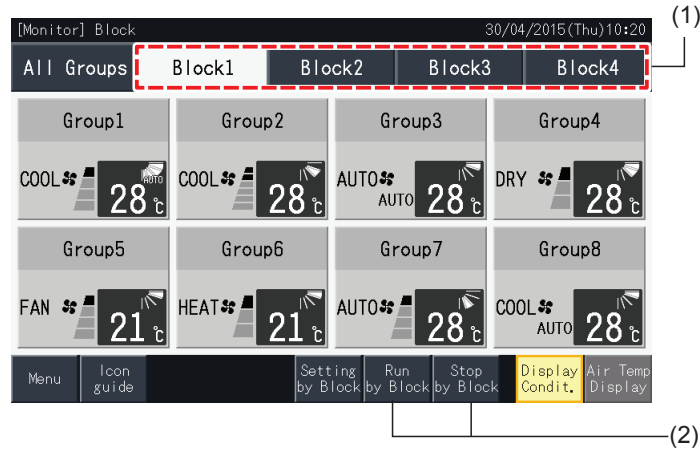 (1)
[Monitor] Block 30/04/2015(Thu)10:20
All Groups Block1 Block2 Block3 Block4
Group1 Group2 Group3 Group4
COOL AUTO 28℃ COOL 28℃ AUTO AUTO 28℃ DRY 28℃
Group5 Group6 Group7 Group8
FAN 21℃ HEAT 21℃ AUTO 28℃ COOL AUTO 28℃
Menu Icon guide Setting by Block Run by Block Stop by Block Display Condit. Air Temp Display
(2)